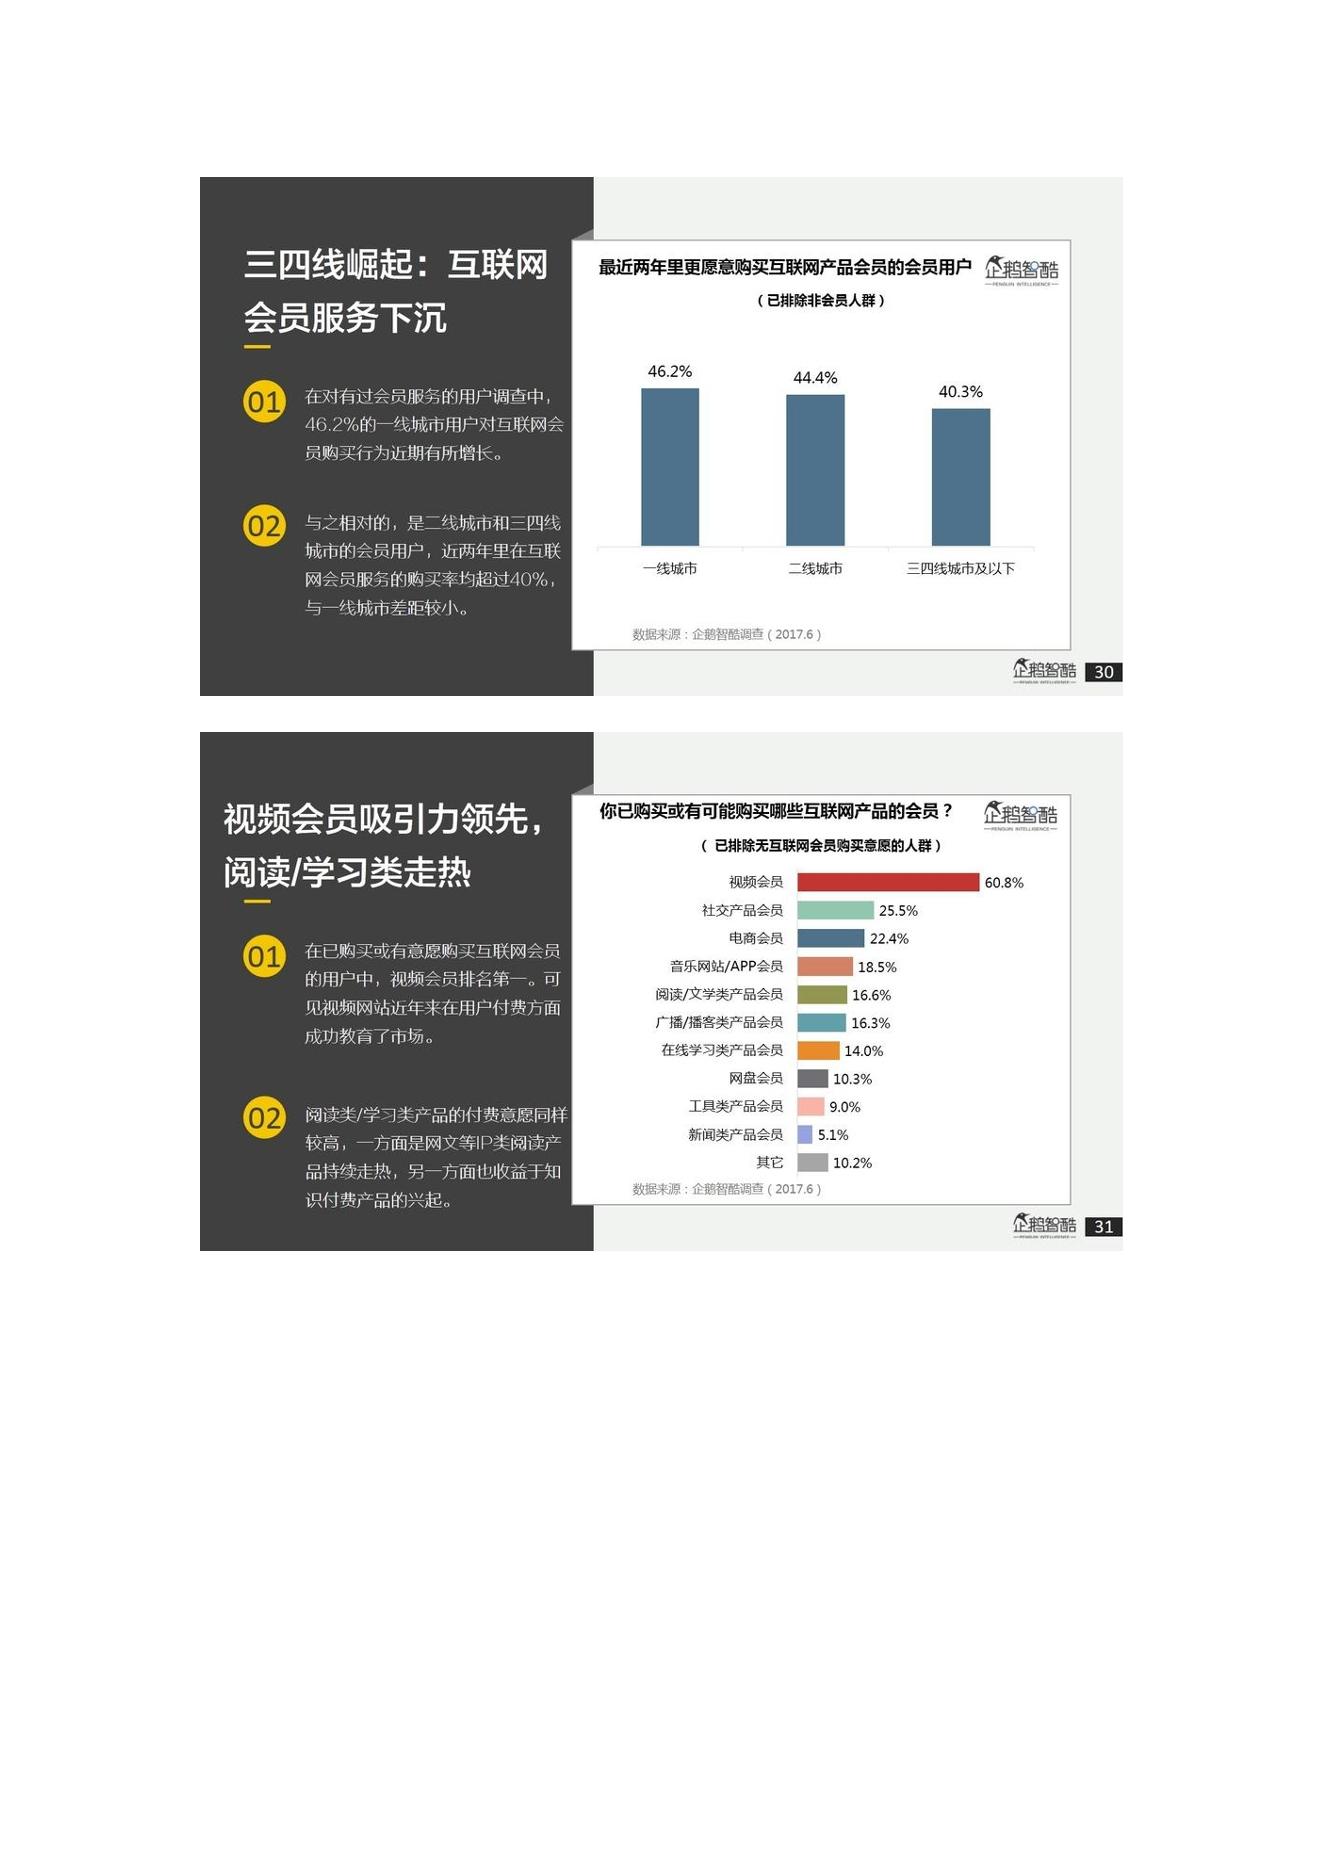 三四线崛起：互联网
会员服务下沉
01
在对有过会员服务的用户调查中，
46.2%的一线城市用户对互联网会
员购买行为近期有所增长。
02
与之相对的，是二线城市和三四线
城市的会员用户，近两年里在互联
网会员服务的购买率均超过40%，
与一线城市差距较小。
最近两年里更愿意购买互联网产品会员的会员用户
企鹅智酷
PENGUIN INTELLIGENCE
（已排除非会员人群）
46.2%
44.4%
40.3%
一线城市
二线城市
三四线城市及以下
数据来源：企鹅智酷调查（2017.6）
企鹅智酷
PENGUIN INTELLIGENCE
30
视频会员吸引力领先，
阅读/学习类走热
01
在已购买或有意愿购买互联网会员
的用户中，视频会员排名第一。可
见视频网站近年来在用户付费方面
成功教育了市场。
02
阅读类/学习类产品的付费意愿同样
较高，一方面是网文等IP类阅读产
品持续走热，另一方面也收益于知
识付费产品的兴起。
你已购买或有可能购买哪些互联网产品的会员？
企鹅智酷
PENGUIN INTELLIGENCE
（ 已排除无互联网会员购买意愿的人群）
视频会员 60.8%
社交产品会员 25.5%
电商会员 22.4%
音乐网站/APP会员 18.5%
阅读/文学类产品会员 16.6%
广播/播客类产品会员 16.3%
在线学习类产品会员 14.0%
网盘会员 10.3%
工具类产品会员 9.0%
新闻类产品会员 5.1%
其它 10.2%
数据来源：企鹅智酷调查（2017.6）
企鹅智酷
PENGUIN INTELLIGENCE
31